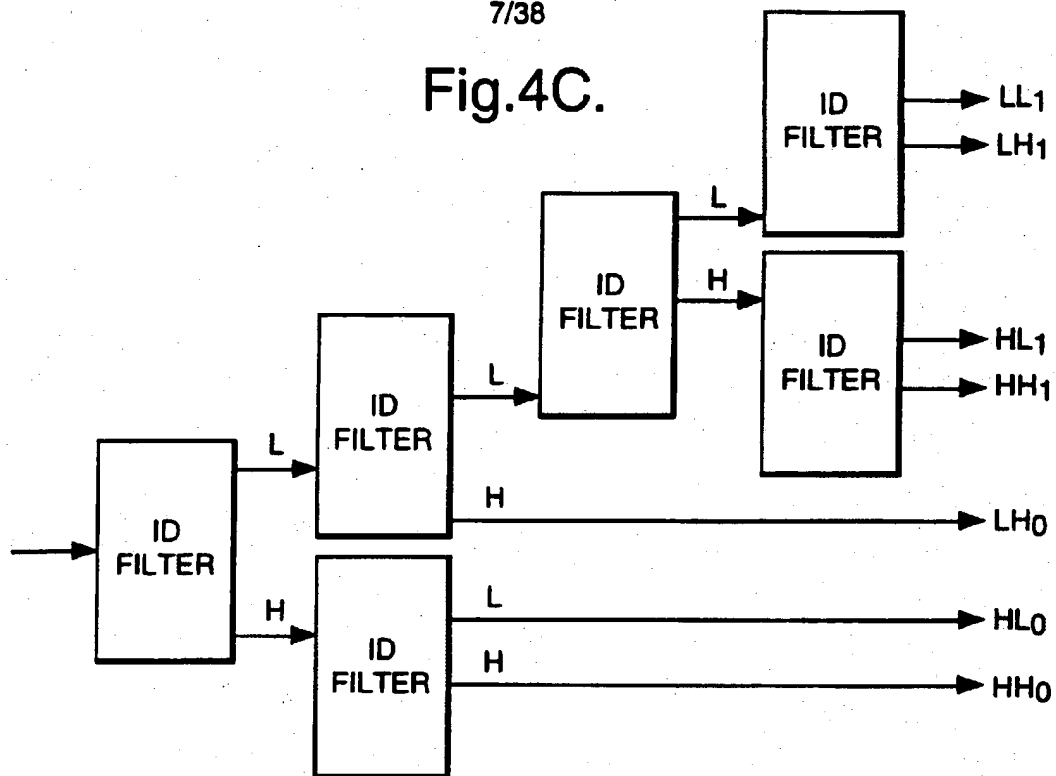 7/38
Fig.4C.
ID
FILTER
LL1
LH1
L
ID
FILTER
H
ID
FILTER
HL1
HH1
L
ID
FILTER
L
ID
FILTER
H
LH0
H
ID
FILTER
L
HL0
H
HH0